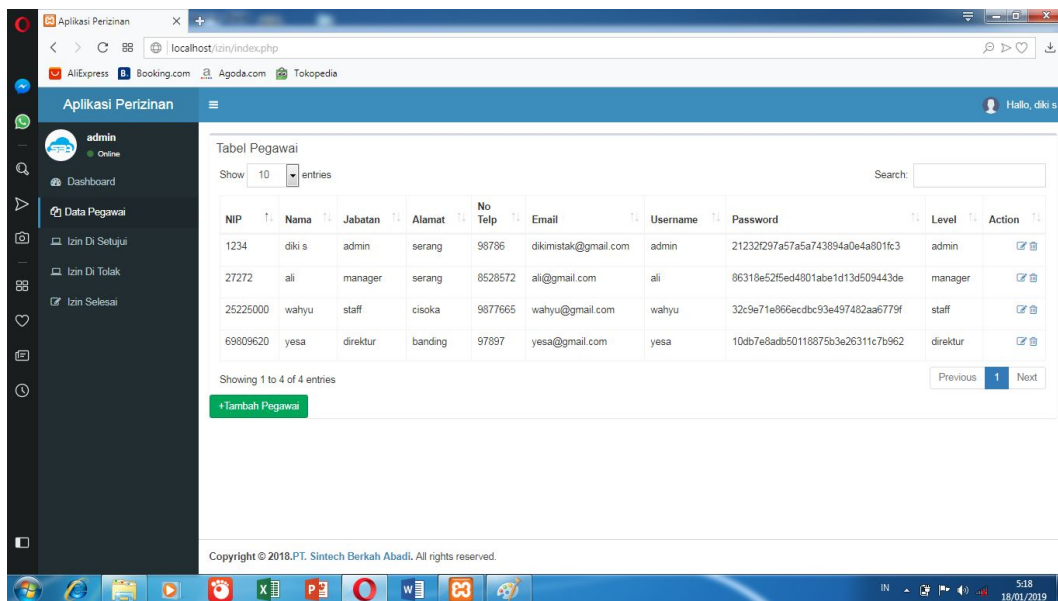 Aplikasi Perizinan
localhost/izin/index.php
AliExpress B. Booking.com a Agoda.com Tokopedia
Aplikasi Perizinan Hallo, diki s
admin
Online
Dashboard
Data Pegawai
Izin Di Setujui
Izin Di Tolak
Izin Selesai
Tabel Pegawai
Show 10 entries Search:
NIP Nama Jabatan Alamat No Telp Email Username Password Level Action
1234 diki s admin serang 98786 dikimistak@gmail.com admin 21232f297a57a5a743894a0e4a801fc3 admin
27272 ali manager serang 8528572 ali@gmail.com ali 86318e52f5ed4801abe1d13d509443de manager
25225000 wahyu staff cisoka 9877665 wahyu@gmail.com wahyu 32c9e71e866ecdbc93e497482aa6779f staff
69809620 yesa direktur banding 97897 yesa@gmail.com yesa 10db7e8adb50118875b3e26311c7b962 direktur
Showing 1 to 4 of 4 entries Previous 1 Next
+Tambah Pegawai
Copyright © 2018.PT. Sintech Berkah Abadi. All rights reserved.
IN 5:18
18/01/2019